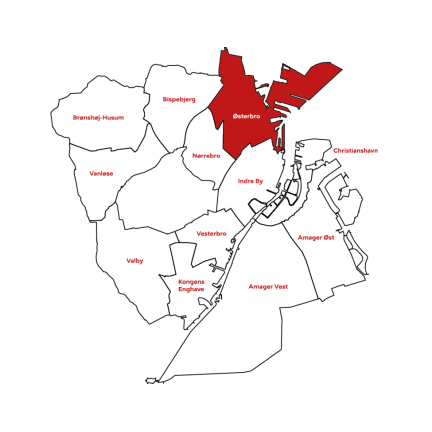 Bispebjerg
Østerbro
Brønshøj-Husum
Nørrebro
Christianshavn
Vanløse
Indre By
Vesterbro
Amager Øst
Valby
Kongens
Enghave
Amager Vest